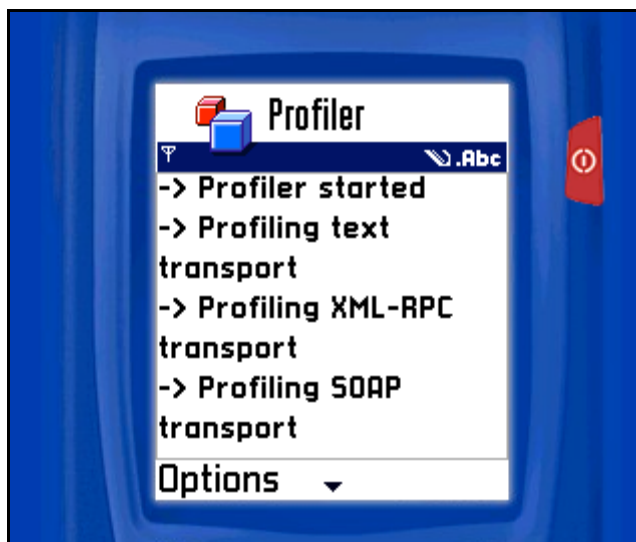 Profiler
.Abc
-> Profiler started
-> Profiling text
transport
-> Profiling XML-RPC
transport
-> Profiling SOAP
transport
Options